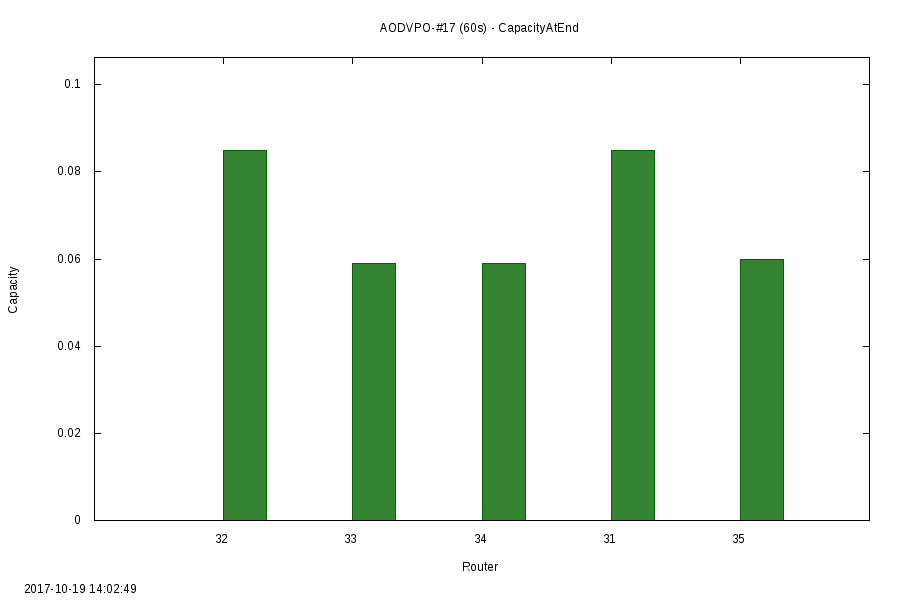 AODVPO-#17 (60s) - CapacityAtEnd
0.1
0.08
0.06
0.04
0.02
0
Capacity
32 33 34 31 35
Router
2017-10-19 14:02:49